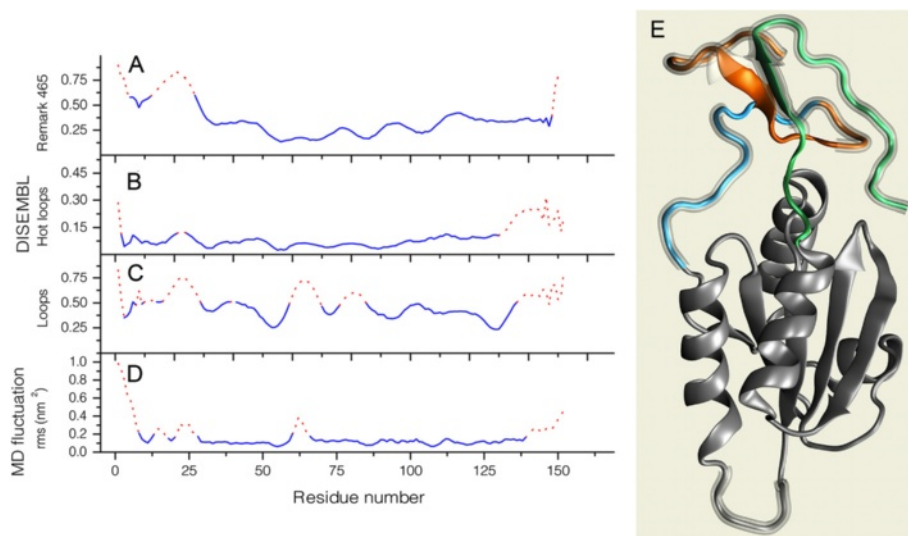 A
Remark 465
0.75
0.50
0.25
B
DISEMBL
Hot loops
0.45
0.30
0.15
C
Loops
0.75
0.50
0.25
D
MD fluctuation
rms (nm²)
1.0
0.8
0.6
0.4
0.2
0.0
0 25 50 75 100 125 150
Residue number
E